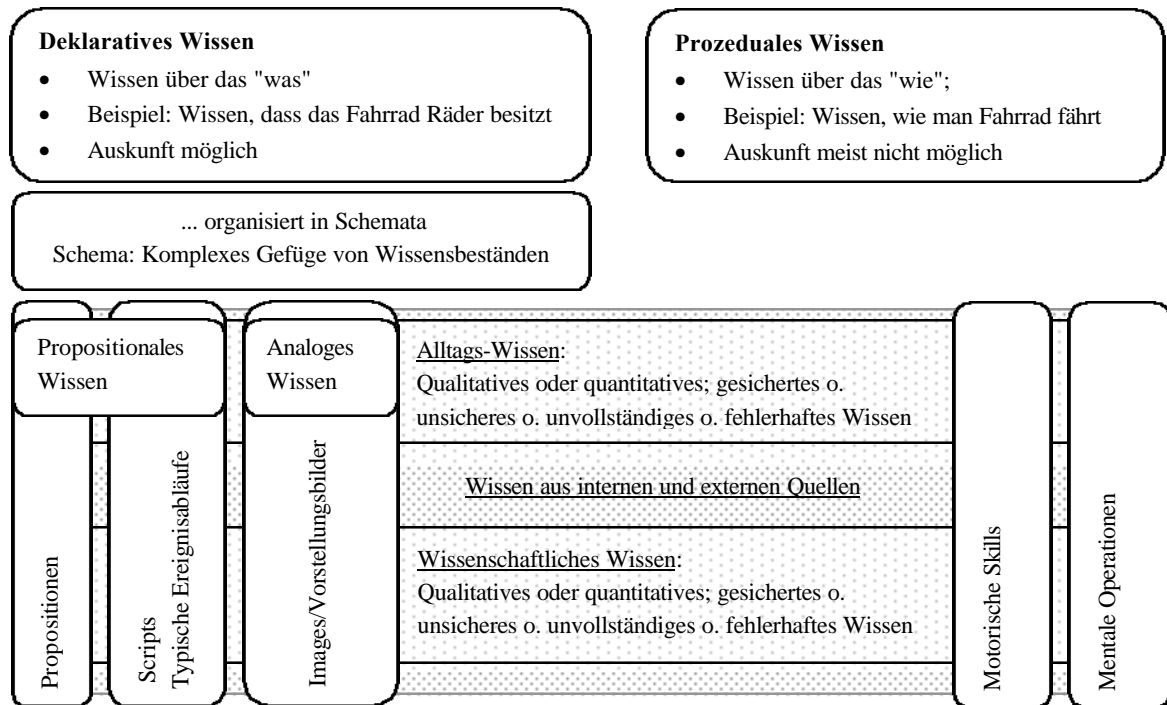 Deklaratives Wissen
• Wissen über das "was"
• Beispiel: Wissen, dass das Fahrrad Räder besitzt
• Auskunft möglich
Prozeduales Wissen
• Wissen über das "wie";
• Beispiel: Wissen, wie man Fahrrad fährt
• Auskunft meist nicht möglich
... organisiert in Schemata
Schema: Komplexes Gefüge von Wissensbeständen
Propositionales
Wissen
Analoges
Wissen
Propositionen
Scripts
Typische Ereignisabläufe
Images/Vorstellungsbilder
Alltags-Wissen:
Qualitatives oder quantitatives; gesichertes o.
unsicheres o. unvollständiges o. fehlerhaftes Wissen
Wissen aus internen und externen Quellen
Wissenschaftliches Wissen:
Qualitatives oder quantitatives; gesichertes o.
unsicheres o. unvollständiges o. fehlerhaftes Wissen
Motorische Skills
Mentale Operationen